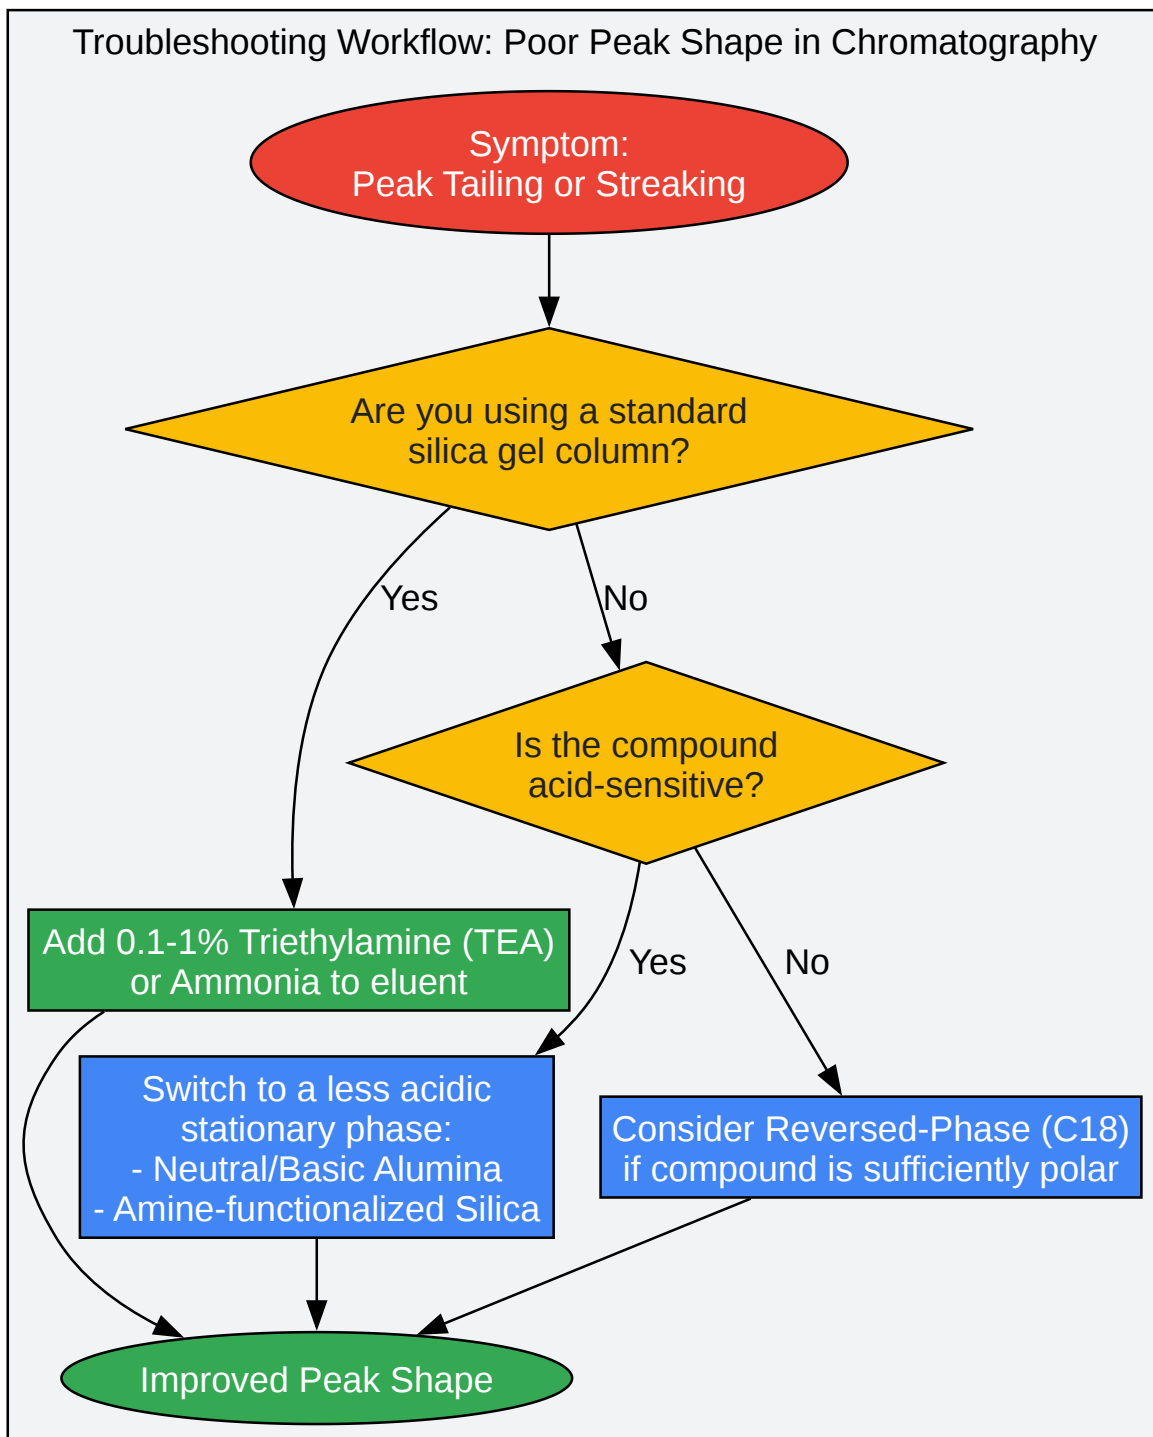 Troubleshooting Workflow: Poor Peak Shape in Chromatography
Symptom:
Peak Tailing or Streaking
Are you using a standard
silica gel column?
Yes
No
Is the compound
acid-sensitive?
Add 0.1-1% Triethylamine (TEA)
or Ammonia to eluent
Yes
No
Switch to a less acidic
stationary phase:
- Neutral/Basic Alumina
- Amine-functionalized Silica
Consider Reversed-Phase (C18)
if compound is sufficiently polar
Improved Peak Shape